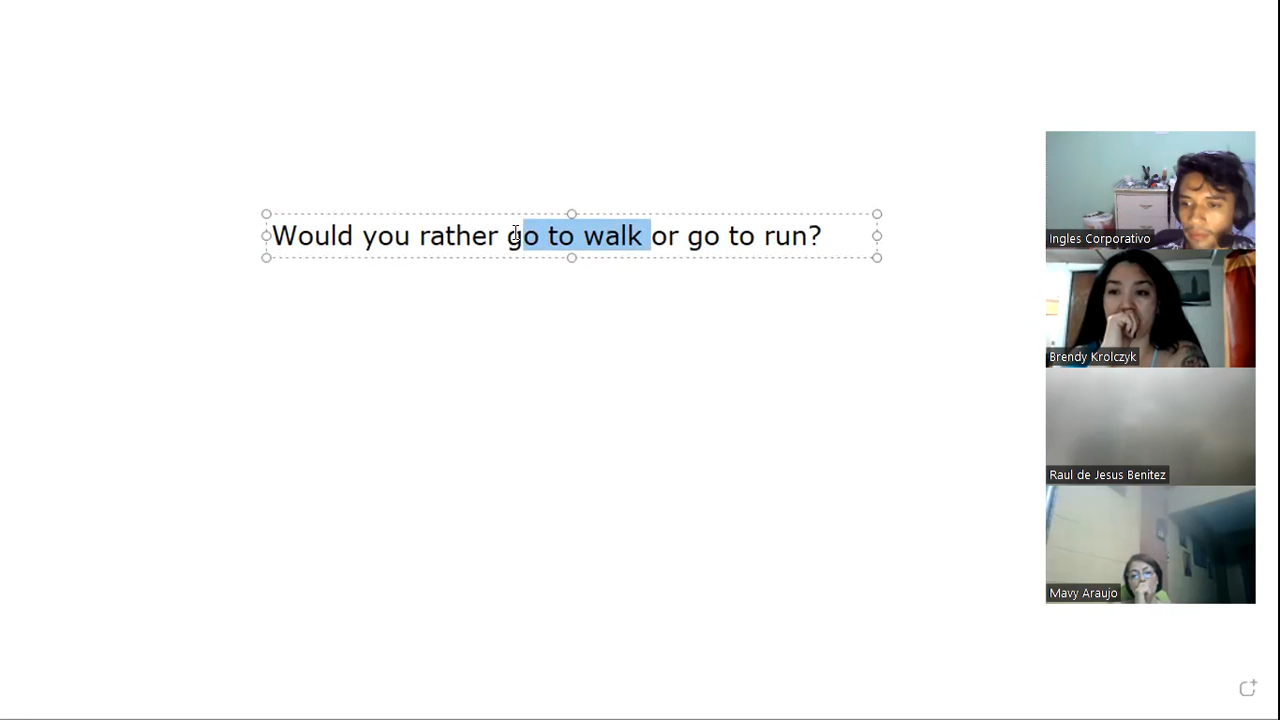 Would you rather go to walk or go to run?
Ingles Corporativo
Brendy Krolczyk
Raul de Jesus Benitez
Mavy Araujo